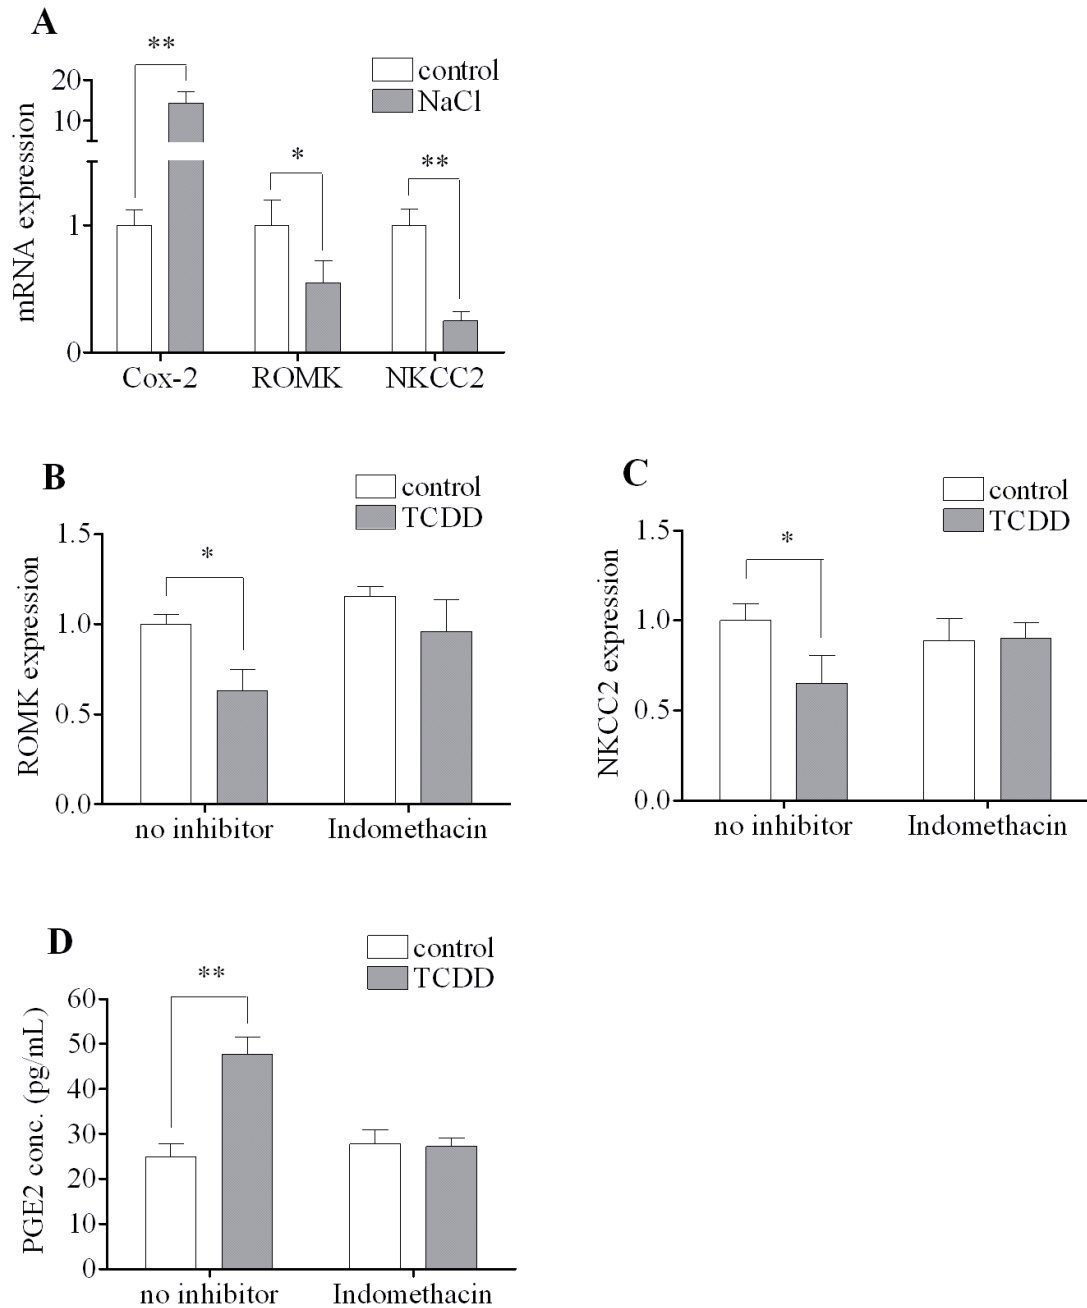 A
**
control
NaCl
20
10
*
**
1
0
mRNA expression
Cox-2 ROMK NKCC2
B
control
TCDD
1.5
*
1.0
0.5
0.0
ROMK expression
no inhibitor Indomethacin
C
control
TCDD
1.5
*
1.0
0.5
0.0
NKCC2 expression
no inhibitor Indomethacin
D
control
TCDD
**
60
50
40
30
20
10
0
PGE2 conc. (pg/mL)
no inhibitor Indomethacin